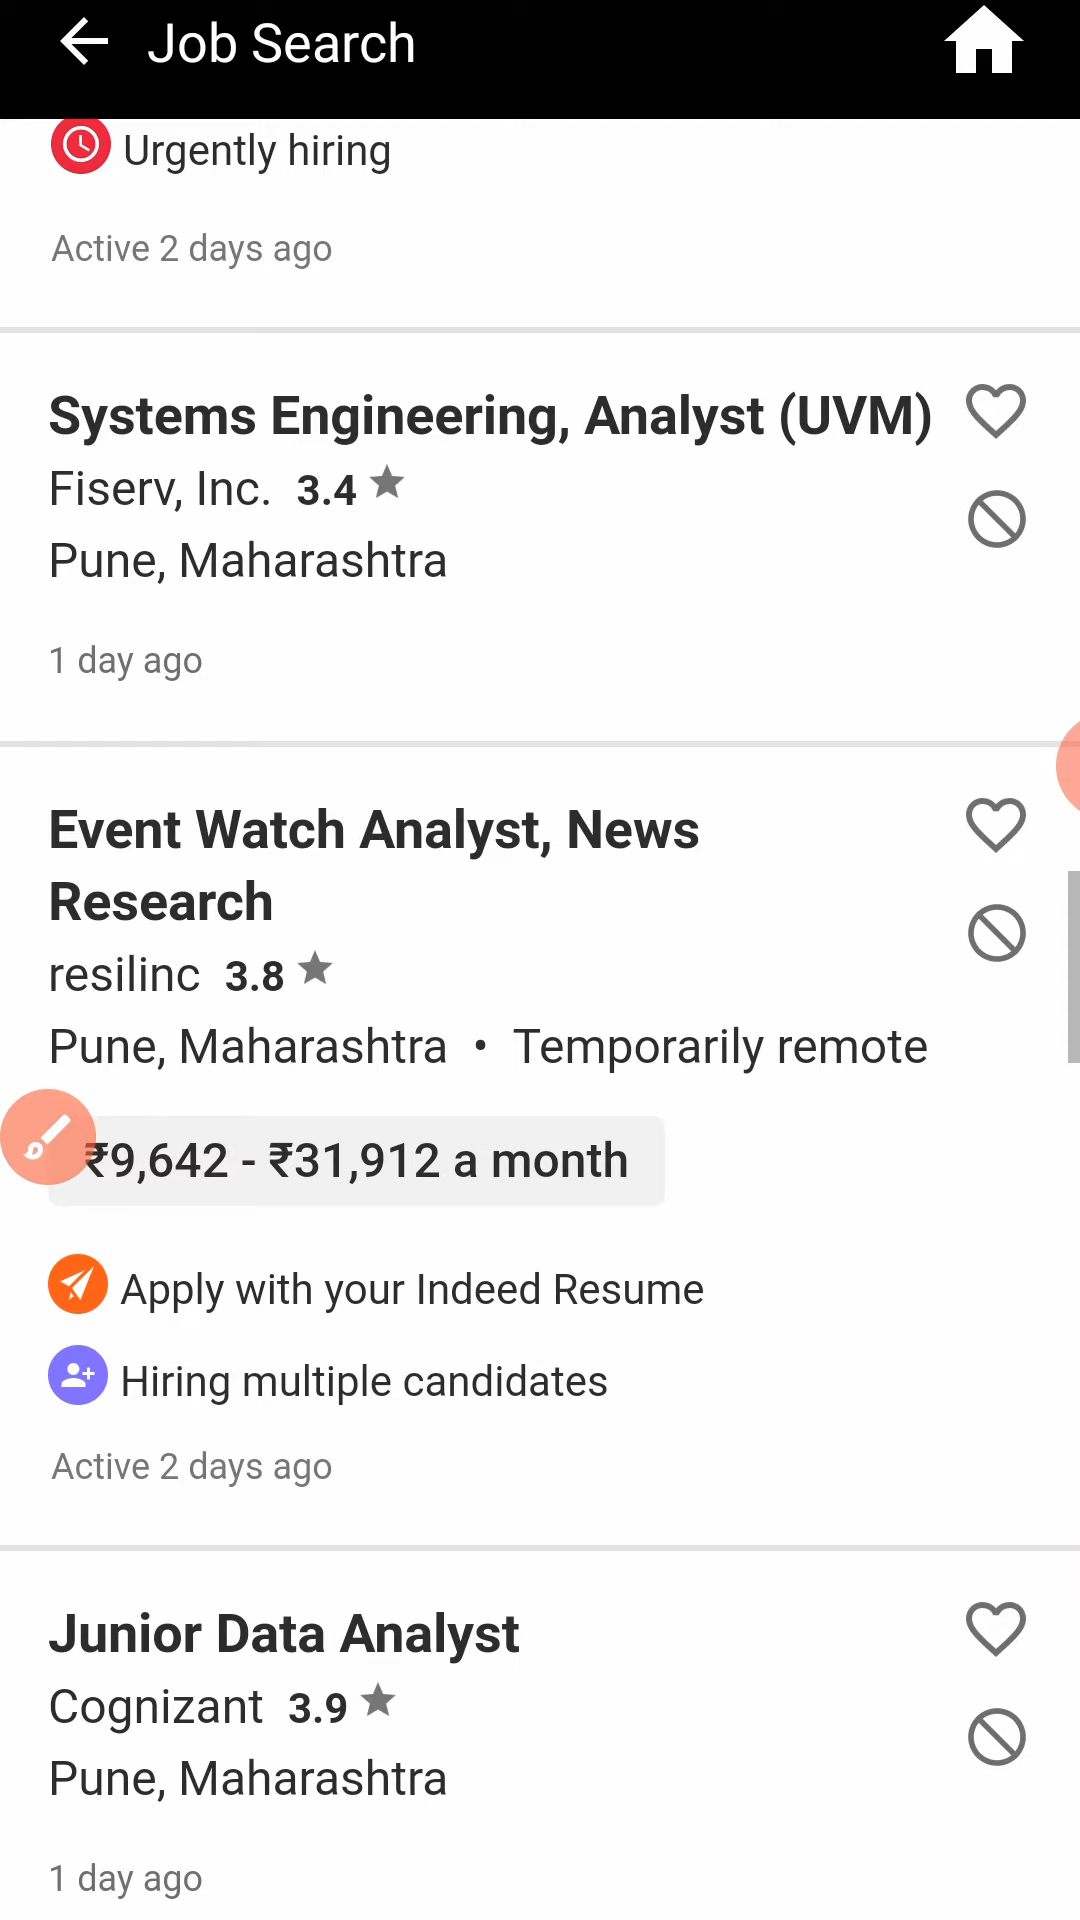 Job Search
Urgently hiring
Active 2 days ago
Systems Engineering, Analyst (UVM)
Fiserv, Inc. 3.4
Pune, Maharashtra
1 day ago
Event Watch Analyst, News
Research
resilinc 3.8
Pune, Maharashtra • Temporarily remote
₹9,642 - ₹31,912 a month
Apply with your Indeed Resume
Hiring multiple candidates
Active 2 days ago
Junior Data Analyst
Cognizant 3.9
Pune, Maharashtra
1 day ago